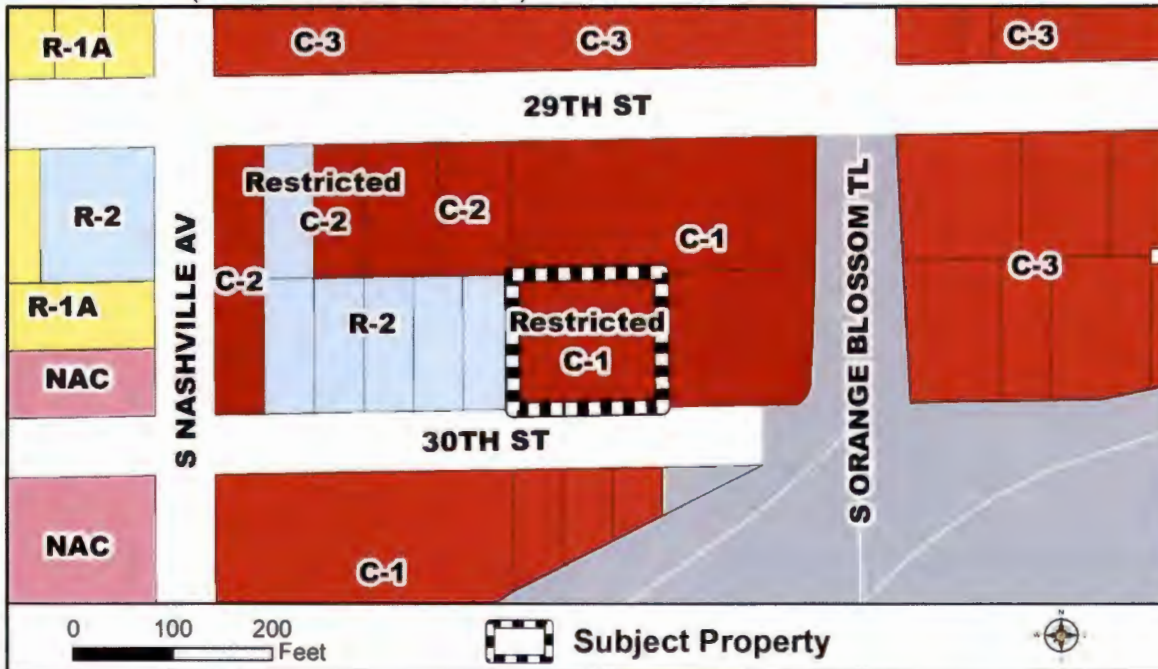 R-1A
C-3
C-3
C-3
29TH ST
R-2
Restricted
C-2
C-2
C-1
C-2
R-1A
R-2
Restricted
C-1
C-3
NAC
30TH ST
NAC
C-1
S NASHVILLE AV
S ORANGE BLOSSOM TL
0 100 200
Feet
Subject Property